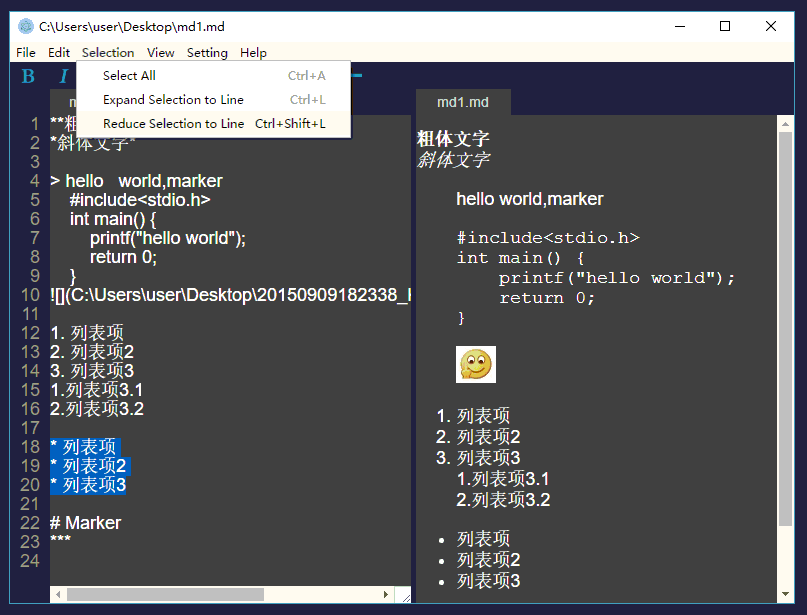 C:\Users\user\Desktop\md1.md
File Edit Selection View Setting Help
B I
Select All Ctrl+A
Expand Selection to Line Ctrl+L
Reduce Selection to Line Ctrl+Shift+L
1 **粗
2 *斜体文字*
3
4 > hello   world,marker
5     #include<stdio.h>
6     int main() {
7         printf("hello world");
8         return 0;
9     }
10 ![](C:\Users\user\Desktop\20150909182338_
11
12 1. 列表项
13 2. 列表项2
14 3. 列表项3
15 1.列表项3.1
16 2.列表项3.2
17
18 * 列表项
19 * 列表项2
20 * 列表项3
21
22 # Marker
23 ***
24
md1.md
粗体文字
斜体文字
hello world,marker
#include<stdio.h>
int main() {
    printf("hello world");
    return 0;
}
1. 列表项
2. 列表项2
3. 列表项3
1.列表项3.1
2.列表项3.2
• 列表项
• 列表项2
• 列表项3